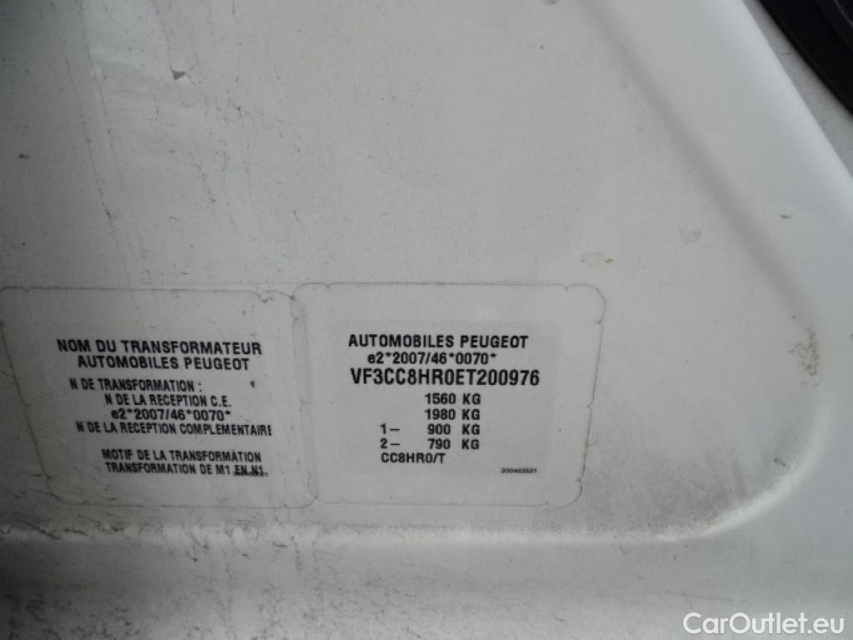 NOM DU TRANSFORMATEUR
AUTOMOBILES PEUGEOT
N DE TRANSFORMATION :
N DE LA RECEPTION C.E.
e2*2007/46*0070*
N DE LA RECEPTION COMPLEMENTAIRE
MOTIF DE LA TRANSFORMATION
TRANSFORMATION DE M1 EN N1.
AUTOMOBILES PEUGEOT
e2*2007/46*0070*
VF3CC8HR0ET200976
1560 KG
1980 KG
1- 900 KG
2- 790 KG
CC8HR0/T
CarOutlet.eu